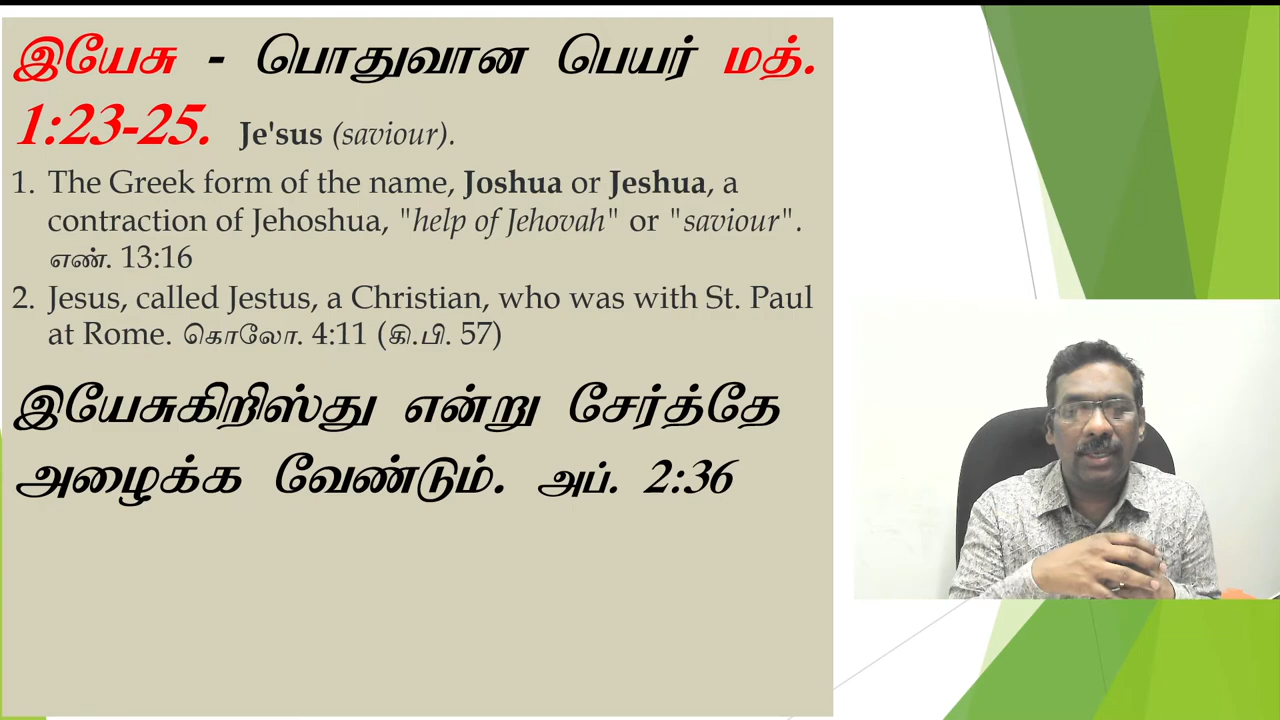 இயேசு - பொதுவான பெயர் மத்.
1:23-25. Je'sus (saviour).
1. The Greek form of the name, Joshua or Jeshua, a
contraction of Jehoshua, "help of Jehovah" or "saviour".
எண். 13:16
2. Jesus, called Jestus, a Christian, who was with St. Paul
at Rome. கொலோ. 4:11 (கி.பி. 57)
இயேசுகிறிஸ்து என்று சேர்த்தே
அழைக்க வேண்டும். அப். 2:36